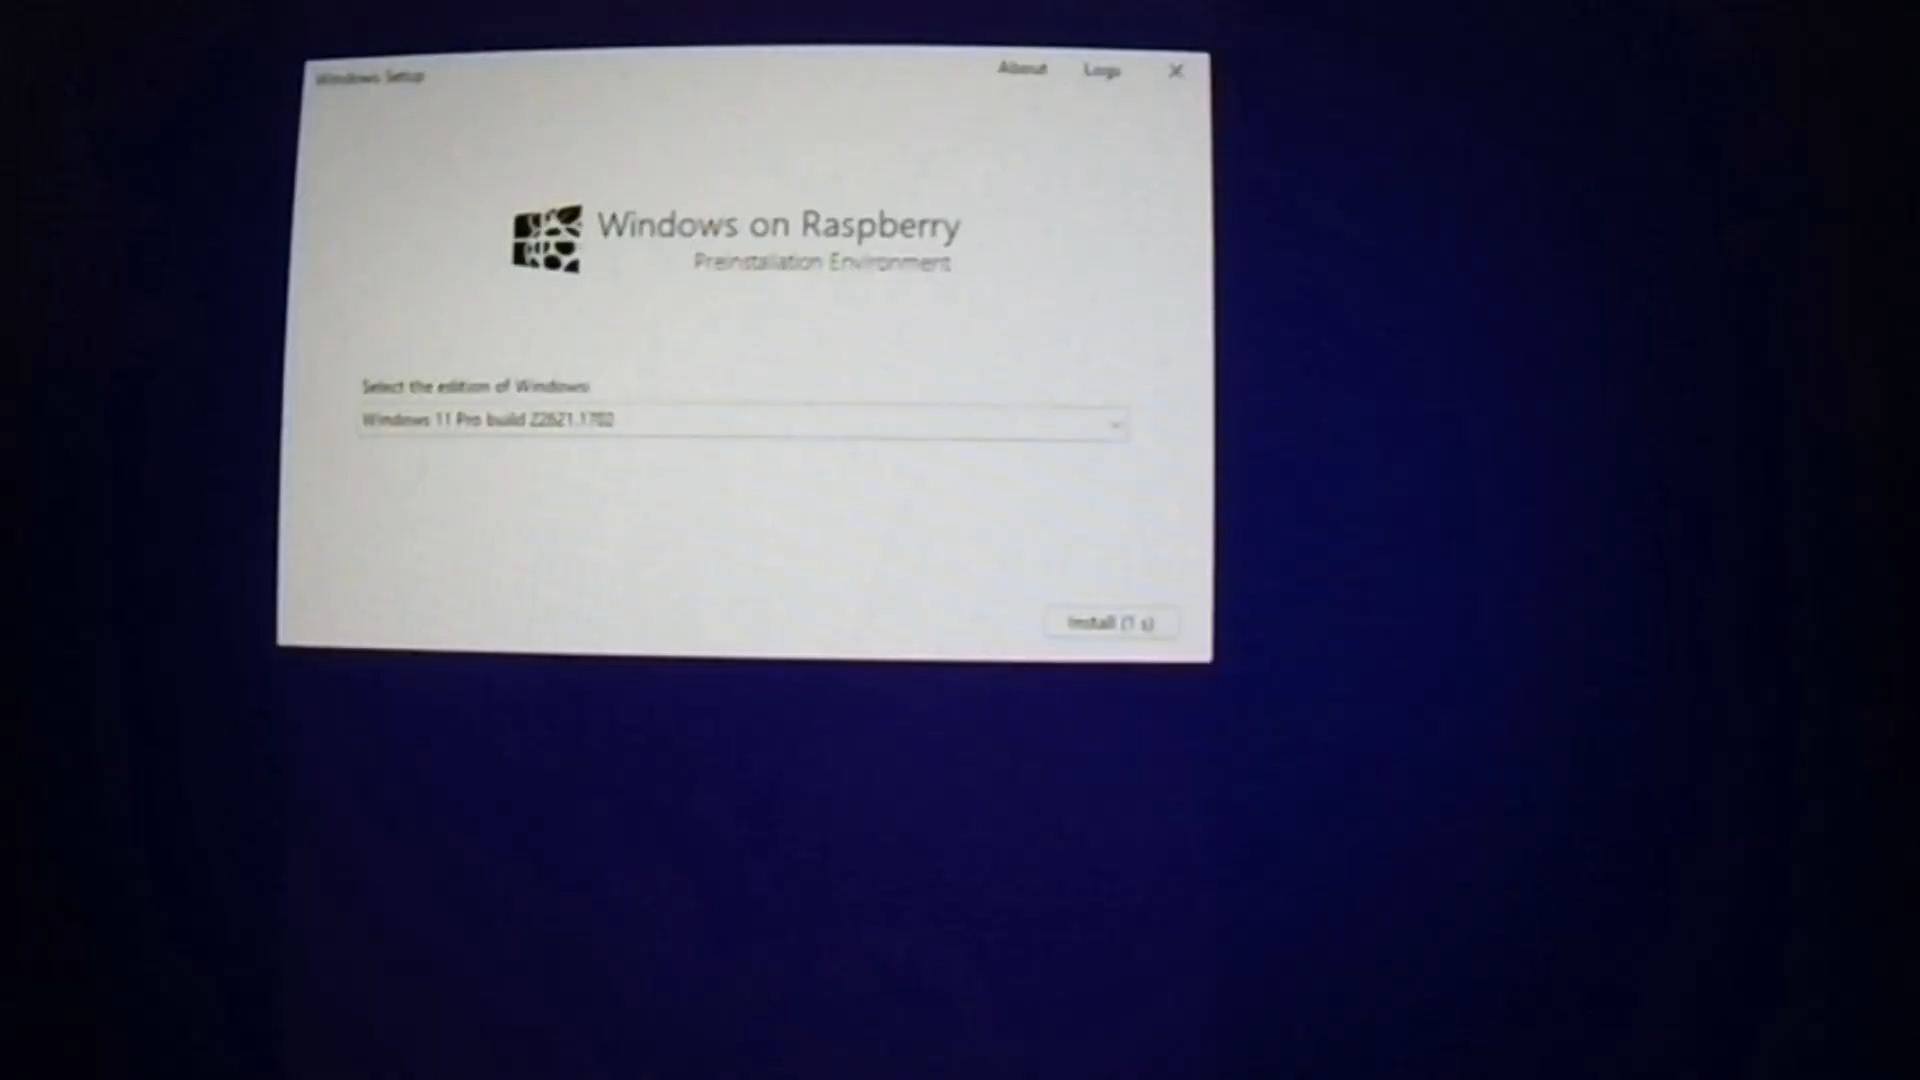 Windows Setup
About Logs
Windows on Raspberry
Preinstallation Environment
Select the edition of Windows:
Windows 11 Pro build 22621.1702
Install (1 s)